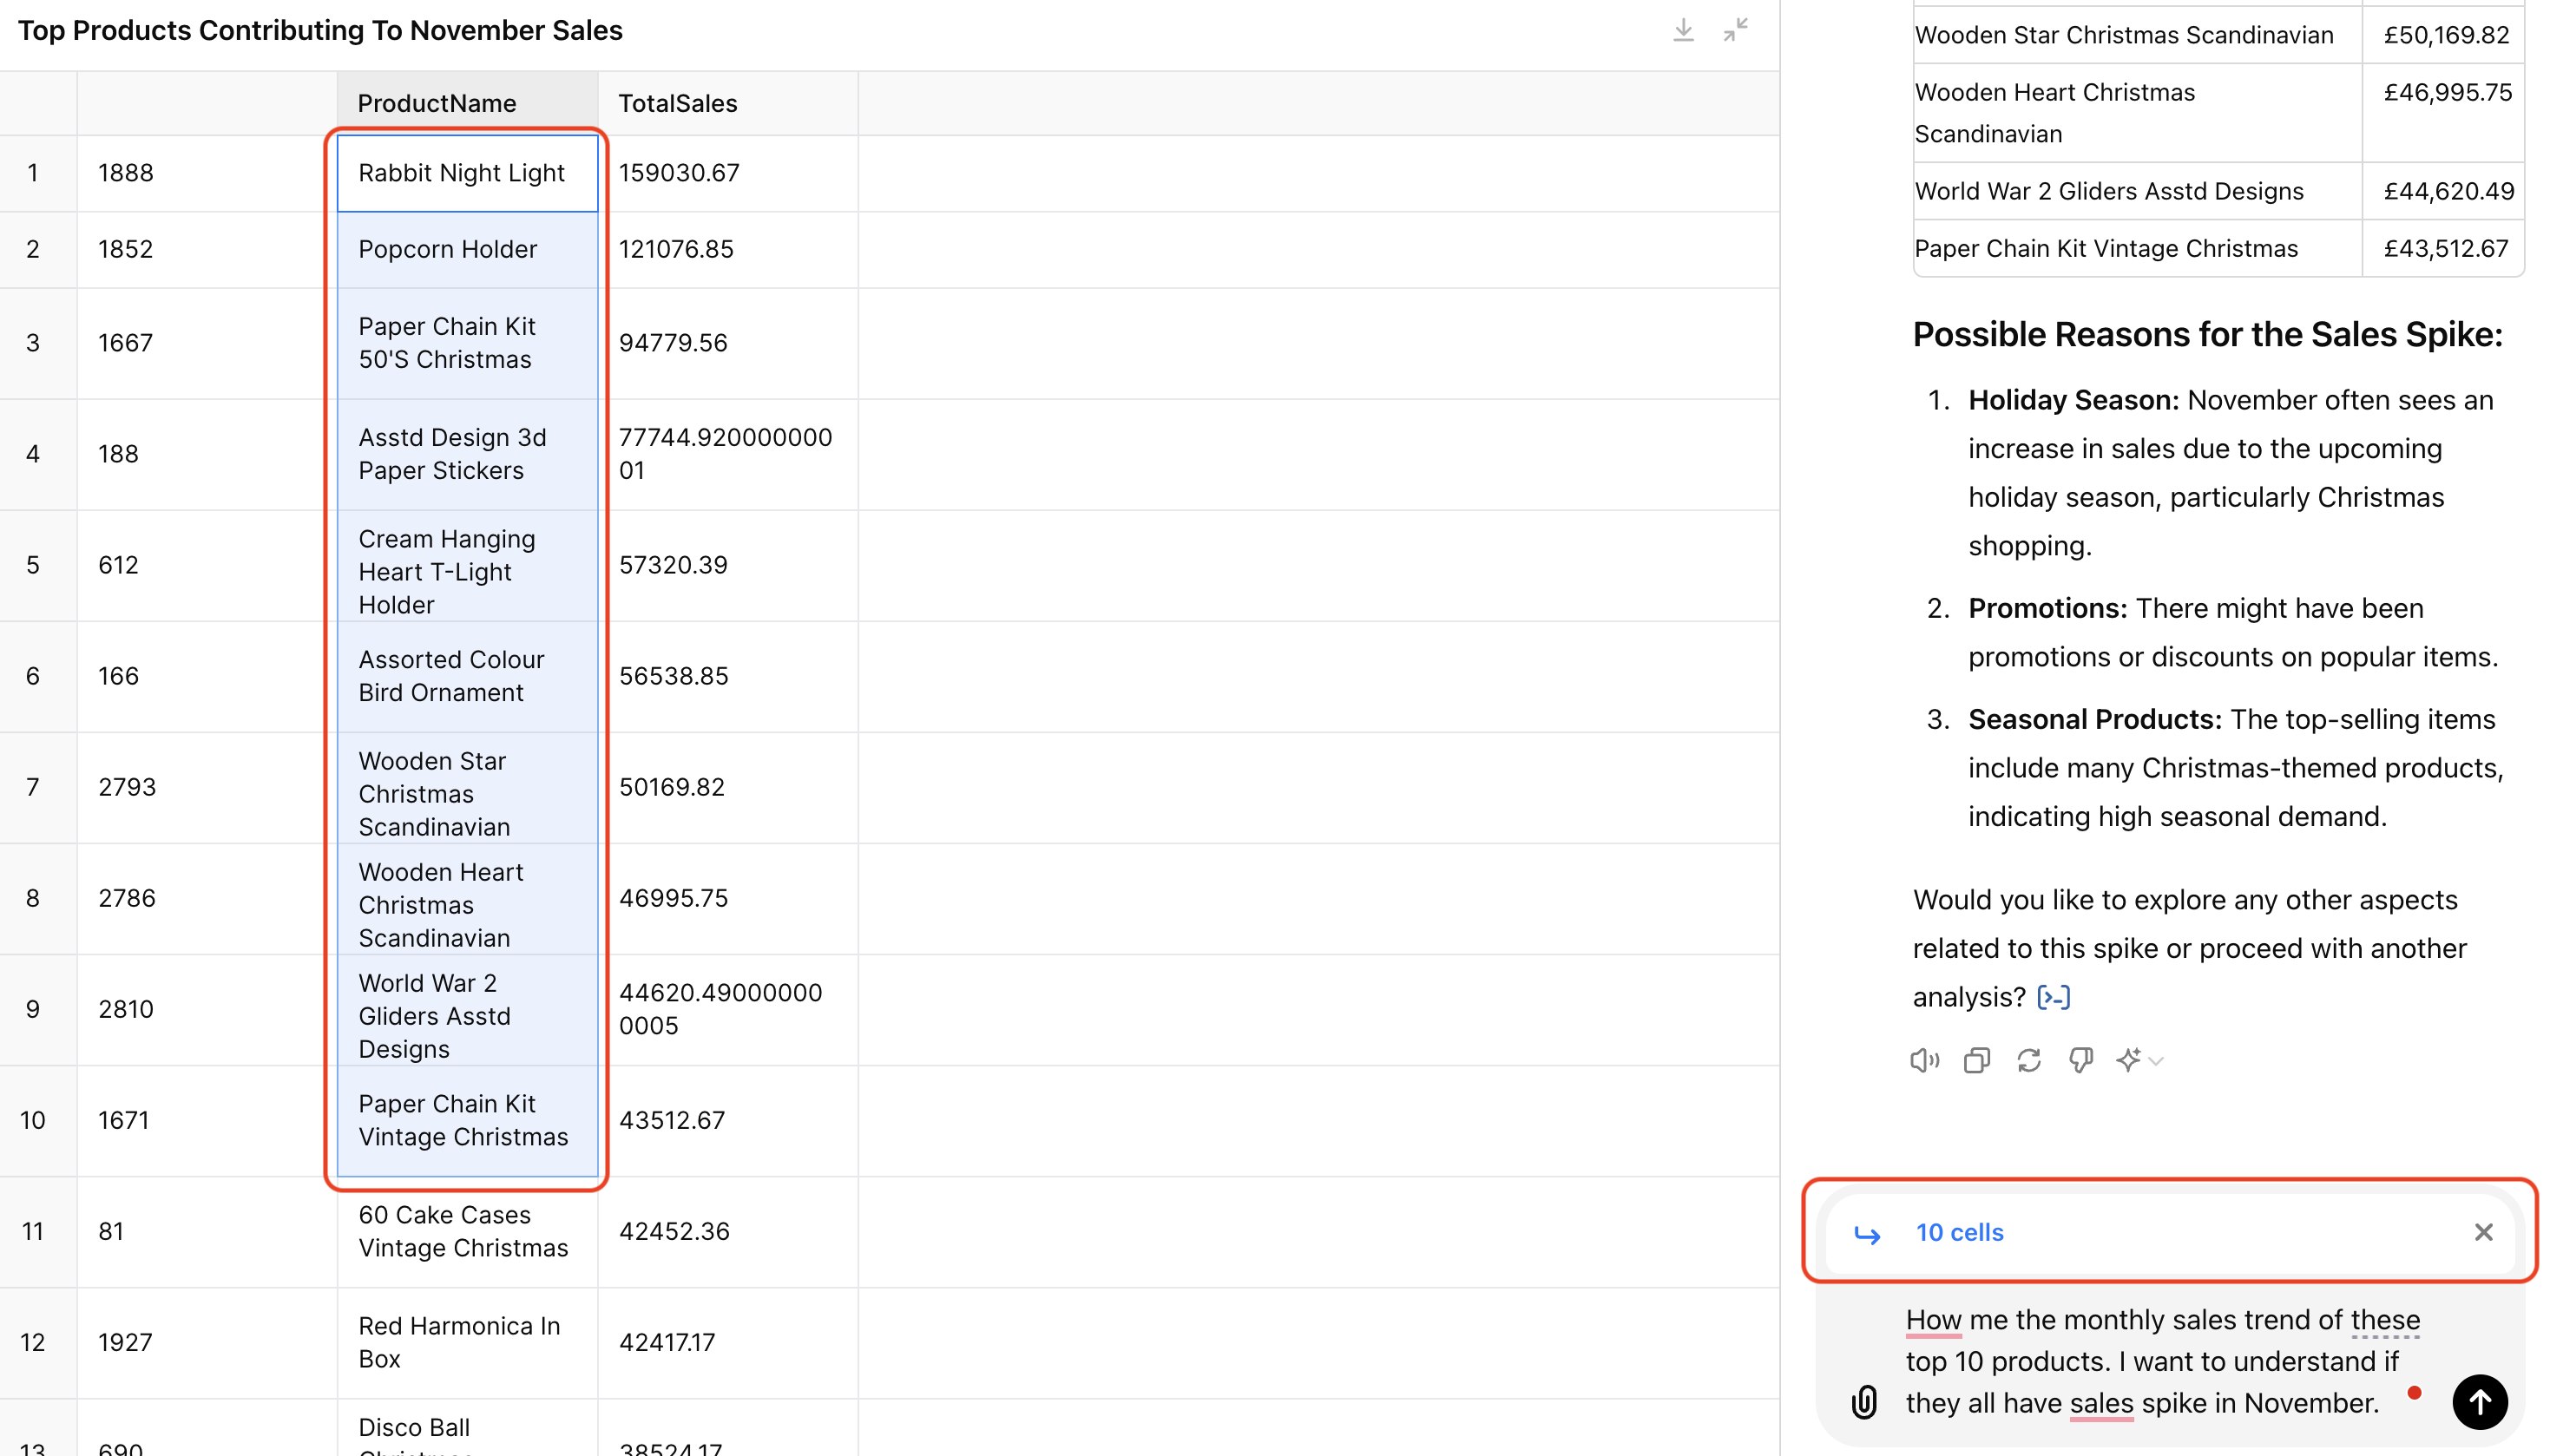 Top Products Contributing To November Sales
ProductName TotalSales
1 1888 Rabbit Night Light 159030.67
2 1852 Popcorn Holder 121076.85
3 1667 Paper Chain Kit 94779.56
50'S Christmas
4 188 Asstd Design 3d 77744.920000000
Paper Stickers 01
5 612 Cream Hanging 57320.39
Heart T-Light
Holder
6 166 Assorted Colour 56538.85
Bird Ornament
7 2793 Wooden Star 50169.82
Christmas
Scandinavian
8 2786 Wooden Heart 46995.75
Christmas
Scandinavian
9 2810 World War 2 44620.49000000
Gliders Asstd 0005
Designs
10 1671 Paper Chain Kit 43512.67
Vintage Christmas
11 81 60 Cake Cases 42452.36
Vintage Christmas
12 1927 Red Harmonica In 42417.17
Box
13 690 Disco Ball 38524.17
Christmas
Wooden Star Christmas Scandinavian £50,169.82
Wooden Heart Christmas £46,995.75
Scandinavian
World War 2 Gliders Asstd Designs £44,620.49
Paper Chain Kit Vintage Christmas £43,512.67
Possible Reasons for the Sales Spike:
1. Holiday Season: November often sees an
increase in sales due to the upcoming
holiday season, particularly Christmas
shopping.
2. Promotions: There might have been
promotions or discounts on popular items.
3. Seasonal Products: The top-selling items
include many Christmas-themed products,
indicating high seasonal demand.
Would you like to explore any other aspects
related to this spike or proceed with another
analysis? [>-]
10 cells
How me the monthly sales trend of these
top 10 products. I want to understand if
they all have sales spike in November.